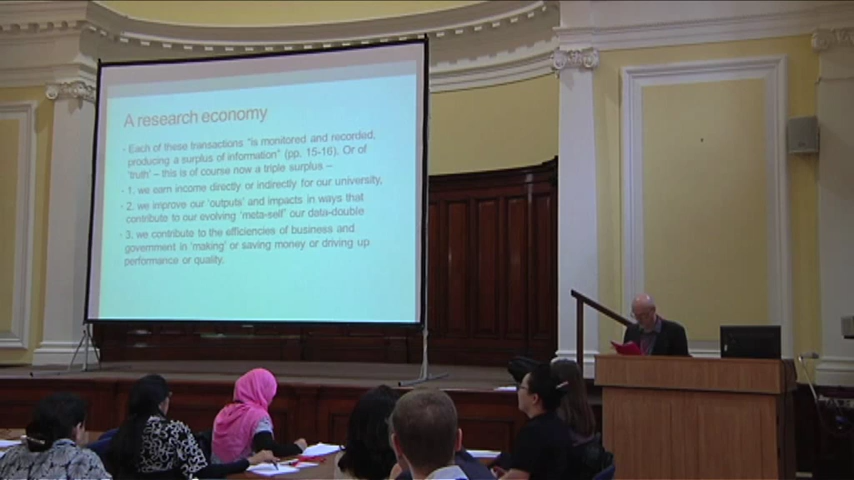 A research economy
· Each of these transactions "is monitored and recorded,
producing a surplus of information" (pp. 15-16). Or of
'truth' – this is of course now a triple surplus –
· 1. we earn income directly or indirectly for our university,
· 2. we improve our 'outputs' and impacts in ways that
contribute to our evolving 'meta-self' our data-double
· 3. we contribute to the efficiencies of business and
government in 'making' or saving money or driving up
performance or quality.